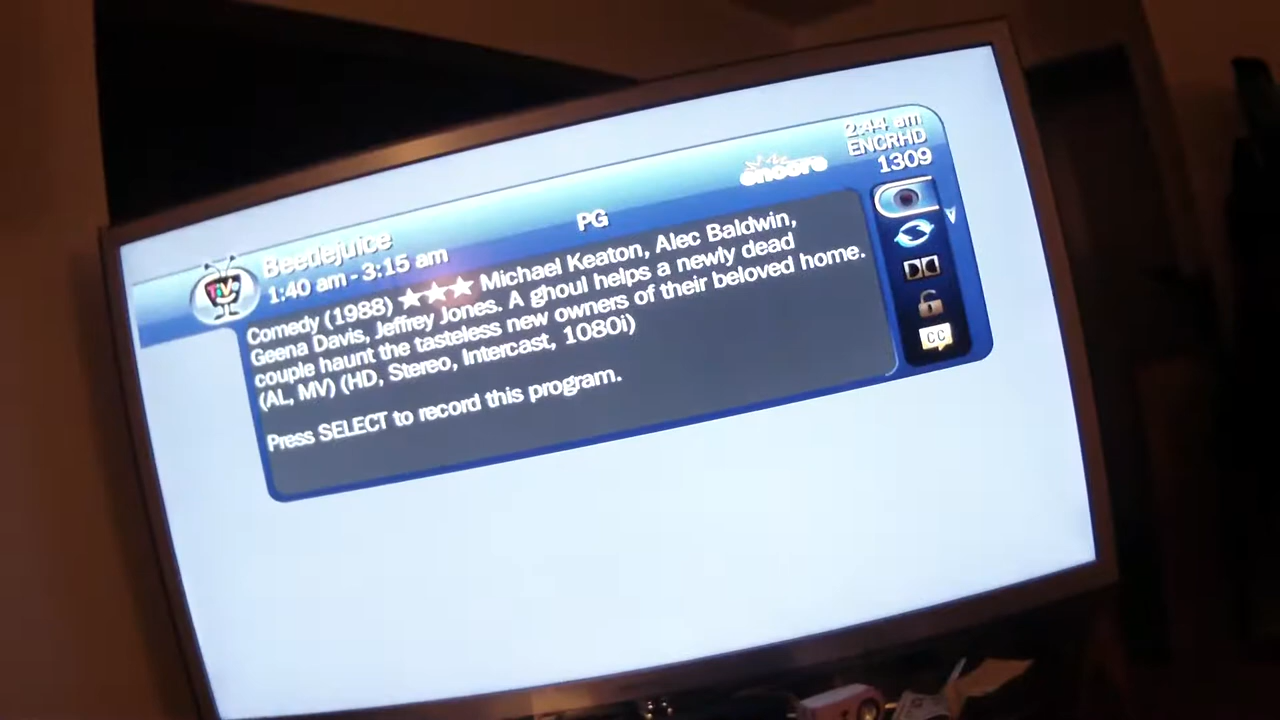 2:44 am
encore
ENCRHD
1309
Beetlejuice
PG
1:40 am - 3:15 am
TiVo
Comedy (1988) ★★★ Michael Keaton, Alec Baldwin,
Geena Davis, Jeffrey Jones. A ghoul helps a newly dead
couple haunt the tasteless new owners of their beloved home.
(AL, MV) (HD, Stereo, Intercast, 1080i)
Press SELECT to record this program.
CC